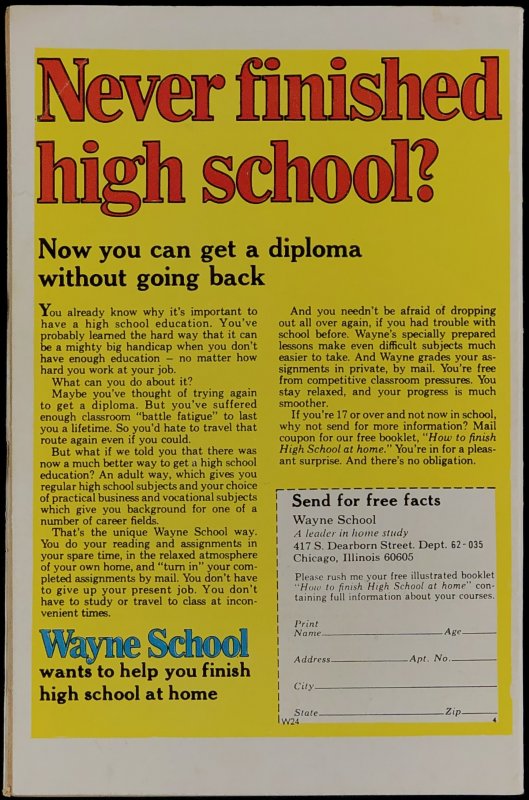 Never finished
high school?
Now you can get a diploma
without going back
You already know why it's important to
have a high school education. You've
probably learned the hard way that it can
be a mighty big handicap when you don't
have enough education – no matter how
hard you work at your job.
What can you do about it?
Maybe you've thought of trying again
to get a diploma. But you've suffered
enough classroom "battle fatigue" to last
you a lifetime. So you'd hate to travel that
route again even if you could.
But what if we told you that there was
now a much better way to get a high school
education? An adult way, which gives you
regular high school subjects and your choice
of practical business and vocational subjects
which give you background for one of a
number of career fields.
That's the unique Wayne School way.
You do your reading and assignments in
your spare time, in the relaxed atmosphere
of your own home, and "turn in" your com-
pleted assignments by mail. You don't have
to give up your present job. You don't
have to study or travel to class at incon-
venient times.
Wayne School
wants to help you finish
high school at home
And you needn't be afraid of dropping
out all over again, if you had trouble with
school before. Wayne's specially prepared
lessons make even difficult subjects much
easier to take. And Wayne grades your as-
signments in private, by mail. You're free
from competitive classroom pressures. You
stay relaxed, and your progress is much
smoother.
If you're 17 or over and not now in school,
why not send for more information? Mail
coupon for our free booklet, "How to finish
High School at home." You're in for a pleas-
ant surprise. And there's no obligation.
Send for free facts
Wayne School
A leader in home study
417 S. Dearborn Street. Dept. 62-035
Chicago, Illinois 60605
Please rush me your free illustrated booklet
"How to finish High School at home" con-
taining full information about your courses.
Print
Name Age
Address Apt. No.
City
State Zip
W24 4